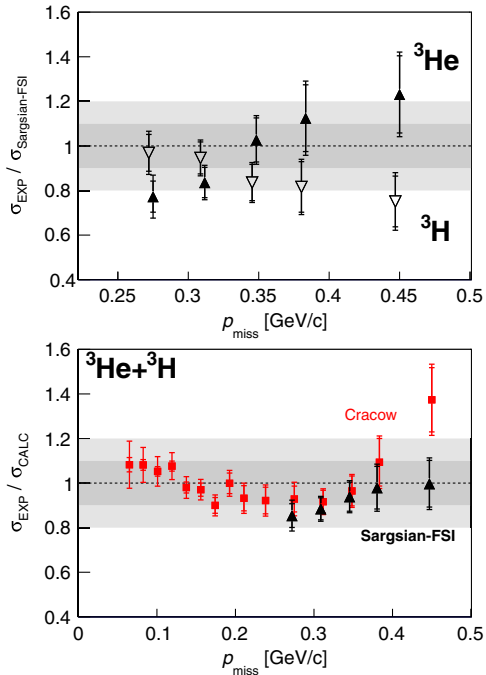 σEXP / σSargsian-FSI
1.6
1.4
1.2
1
0.8
0.6
0.4
³He
³H
0.25 0.3 0.35 0.4 0.45 0.5
pmiss [GeV/c]
σEXP / σCALC
1.6
1.4
1.2
1
0.8
0.6
0.4
³He+³H
Cracow
Sargsian-FSI
0 0.1 0.2 0.3 0.4 0.5
pmiss [GeV/c]